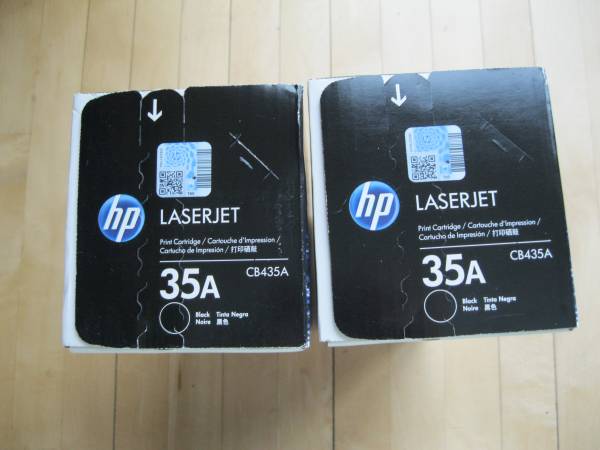 hp
LASERJET
Print Cartridge / Cartouche d'Impression /
Cartucho de Impresión / 打印硒鼓
35A
CB435A
Black Tinta Negra
Noire 黑色
hp
LASERJET
Print Cartridge / Cartouche d'Impression /
Cartucho de Impresión / 打印硒鼓
35A
CB435A
Black Tinta Negra
Noire 黑色